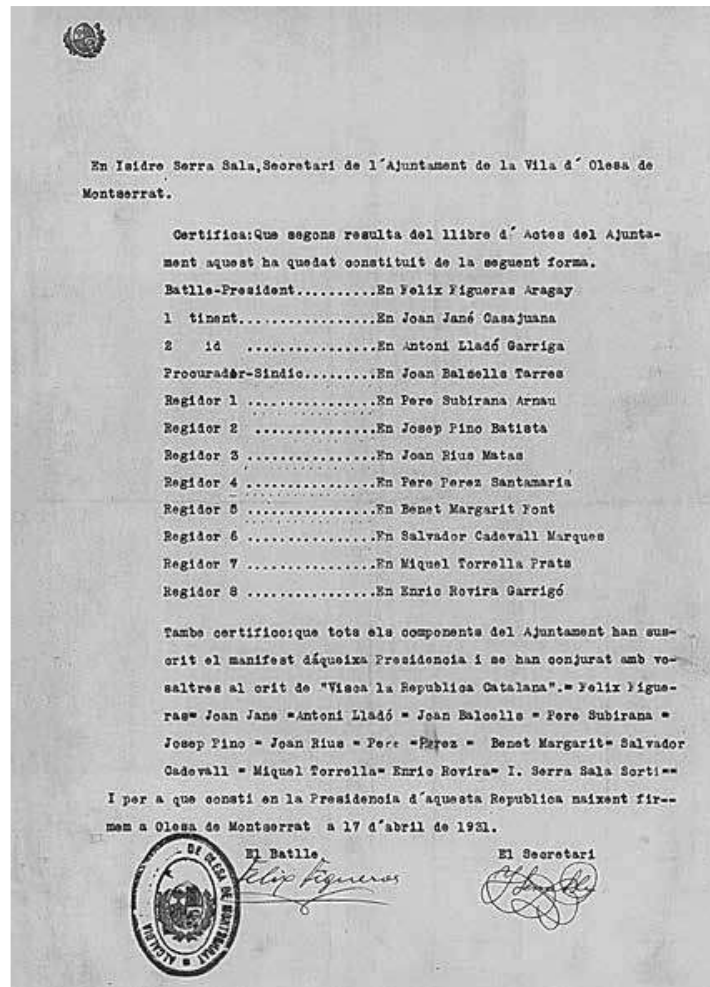 En Isidre Serra Sala,Secretari de l´Ajuntament de la Vila d´ Olesa de
Montserrat.
Certifica:Que segons resulta del llibre d´ Actes del Ajunta-
ment aquest ha quedat constituit de la seguent forma.
Batlle-President..........En Felix Figueras Aragay
1 tinent................En Joan Jané Casajuana
2 id ................En Antoni Lladó Garriga
Procurador-Sindic.........En Joan Balcells Tarres
Regidor 1 ................En Pere Subirana Arnau
Regidor 2 ...............En Josep Pino Batista
Regidor 3 ................En Joan Rius Matas
Regidor 4 ................En Pere Perez Santamaria
Regidor 5 ................En Benet Margarit Font
Regidor 6 ................En Salvador Cadevall Marques
Regidor 7 ................En Miquel Torrella Prats
Regidor 8 ................En Enric Rovira Garrigó
Tambe certifico:que tots els components del Ajuntament han sus-
crit el manifest dáqueixa Presidencia i se han conjurat amb vo-
saltres al crit de "Visca la Republica Catalana".= Felix Figue-
ras= Joan Jane =Antoni Lladó = Joan Balcells = Pere Subirana =
Josep Pino = Joan Rius = Pere =Perez = Benet Margarit= Salvador
Cadevall = Miquel Torrella= Enric Rovira= I. Serra Sala Sorti==
I per a que consti en la Presidencia d´aquesta Republica naixent fir--
mem a Olesa de Montserrat a 17 d´abril de 1931.
El Batlle, El Secretari
Felix Figueras
ALCALDIA DE OLESA DE MONTSERRAT